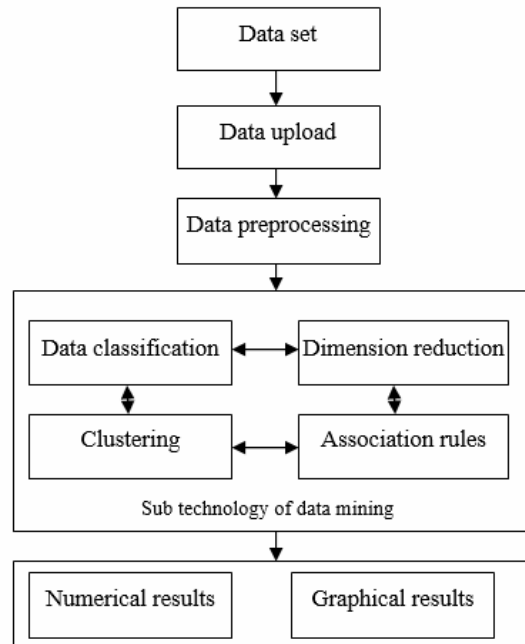 Data set
Data upload
Data preprocessing
Data classification
Dimension reduction
Clustering
Association rules
Sub technology of data mining
Numerical results
Graphical results